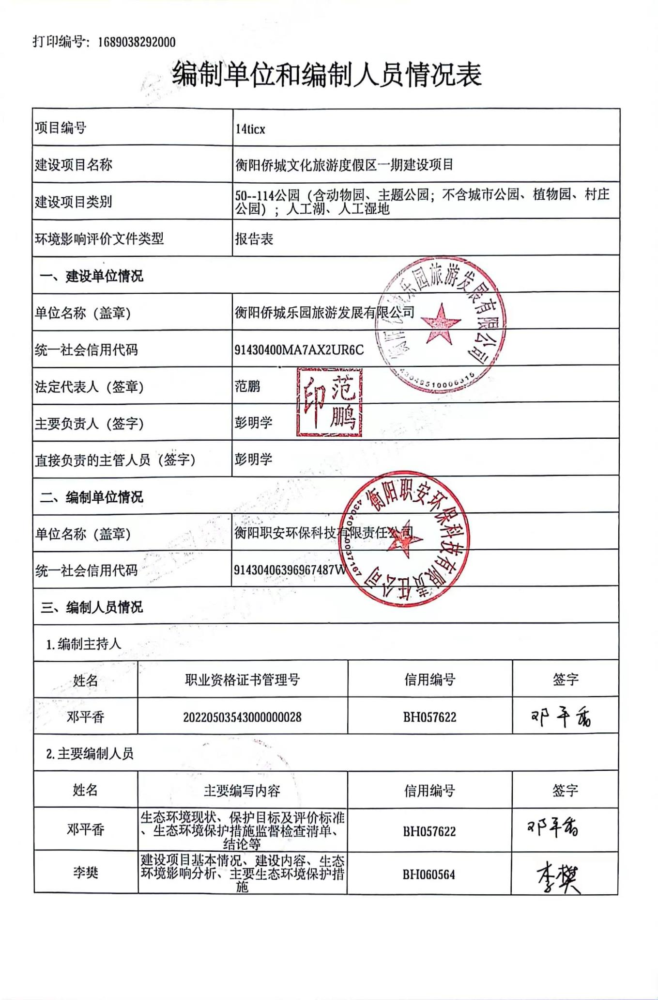 打印编号：1689038292000
编制单位和编制人员情况表
项目编号 14ticx
建设项目名称 衡阳侨城文化旅游度假区一期建设项目
建设项目类别 50--114公园（含动物园、主题公园；不含城市公园、植物园、村庄
公园）；人工湖、人工湿地
环境影响评价文件类型 报告表
一、建设单位情况
单位名称（盖章） 衡阳侨城乐园旅游发展有限公司
统一社会信用代码 91430400MA7AX2UR6C
法定代表人（签章） 范鹏
范鹏印
主要负责人（签字） 彭明学
直接负责的主管人员（签字） 彭明学
二、编制单位情况
衡阳职安环保科技有限责任公司
单位名称（盖章） 衡阳职安环保科技有限责任公司
统一社会信用代码 91430406396967487W
三、编制人员情况
1.编制主持人
姓名 职业资格证书管理号 信用编号 签字
邓平香 20220503543000000028 BH057622 邓平香
2.主要编制人员
姓名 主要编写内容 信用编号 签字
生态环境现状、保护目标及评价标准
邓平香 、生态环境保护措施监督检查清单、 BH057622 邓平香
结论等
建设项目基本情况、建设内容、生态
李樊 环境影响分析、主要生态环境保护措 BH060564 李樊
施